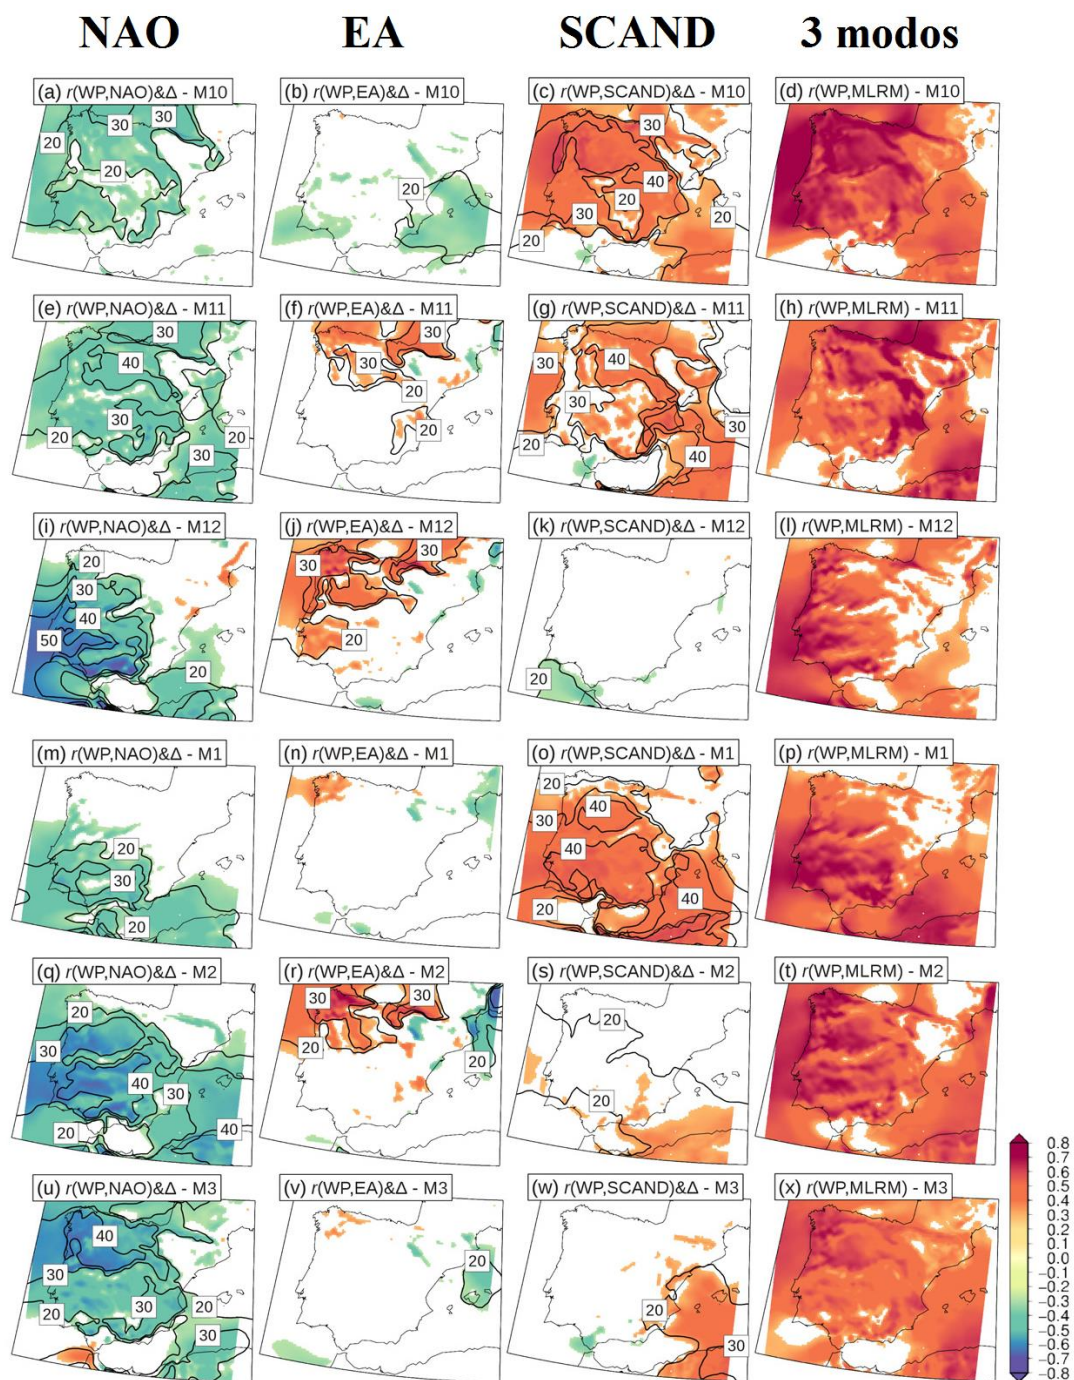 NAO EA SCAND 3 modos
(a) r(WP,NAO)&Δ - M10 (b) r(WP,EA)&Δ - M10 (c) r(WP,SCAND)&Δ - M10 (d) r(WP,MLRM) - M10
30 30 20 20
20
30 40 20 30 20 20
(e) r(WP,NAO)&Δ - M11 (f) r(WP,EA)&Δ - M11 (g) r(WP,SCAND)&Δ - M11 (h) r(WP,MLRM) - M11
30 40 30 20 20 30
30 30 20 20
30 40 30 20 30 40
(i) r(WP,NAO)&Δ - M12 (j) r(WP,EA)&Δ - M12 (k) r(WP,SCAND)&Δ - M12 (l) r(WP,MLRM) - M12
20 30 40 50 20
30 30 20
20
(m) r(WP,NAO)&Δ - M1 (n) r(WP,EA)&Δ - M1 (o) r(WP,SCAND)&Δ - M1 (p) r(WP,MLRM) - M1
20 30 20
20 40 30 40 40 20
(q) r(WP,NAO)&Δ - M2 (r) r(WP,EA)&Δ - M2 (s) r(WP,SCAND)&Δ - M2 (t) r(WP,MLRM) - M2
20 30 40 30 20 40
30 30 20 20
20 20
(u) r(WP,NAO)&Δ - M3 (v) r(WP,EA)&Δ - M3 (w) r(WP,SCAND)&Δ - M3 (x) r(WP,MLRM) - M3
40 30 20 30 20 30
20
20 30
0.8
0.7
0.6
0.5
0.4
0.3
0.2
0.1
0.0
−0.1
−0.2
−0.3
−0.4
−0.5
−0.6
−0.7
−0.8